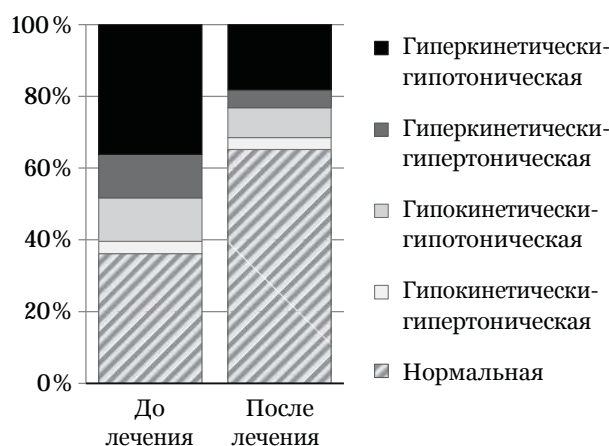 100 %
80 %
60 %
40 %
20 %
0 %
До
лечения
После
лечения
Гиперкинетически-
гипотоническая
Гиперкинетически-
гипертоническая
Гипокинетически-
гипотоническая
Гипокинетически-
гипертоническая
Нормальная